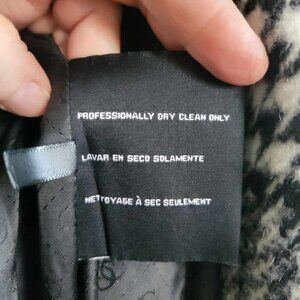 PROFESSIONALLY DRY CLEAN ONLY
LAVAR EN SECO SOLAMENTE
NETTOYAGE À SEC SEULEMENT